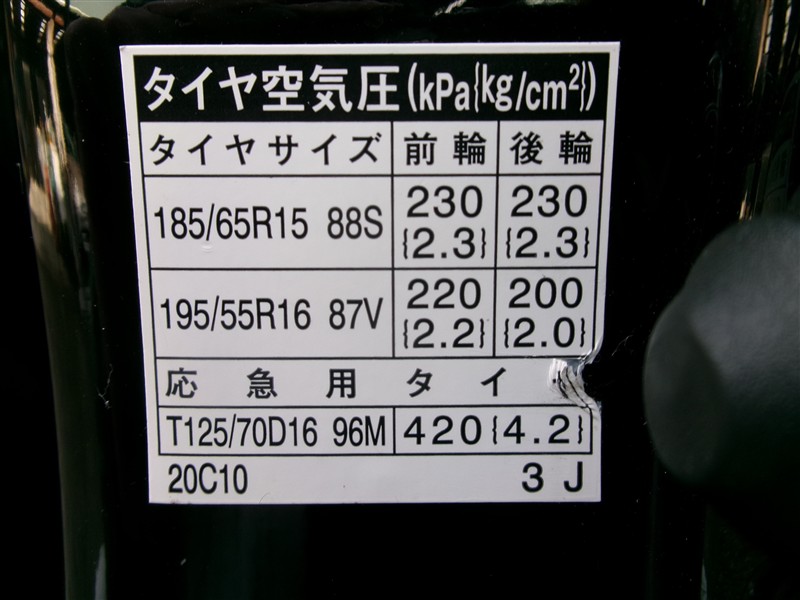 タイヤ空気圧(kPa{kg/cm²})
タイヤサイズ 前輪 後輪
185/65R15 88S 230 {2.3} 230 {2.3}
195/55R16 87V 220 {2.2} 200 {2.0}
応急用タイ
T125/70D16 96M 420{4.2}
20C10 3J